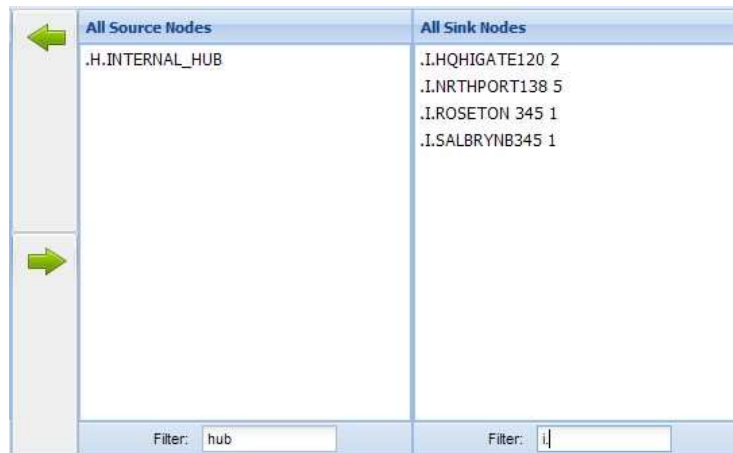 All Source Nodes
All Sink Nodes
.H.INTERNAL_HUB
.I.HQHIGATE120 2
.I.NRTHPORT138 5
.I.ROSETON 345 1
.I.SALBRYNB345 1
Filter: hub
Filter: i.